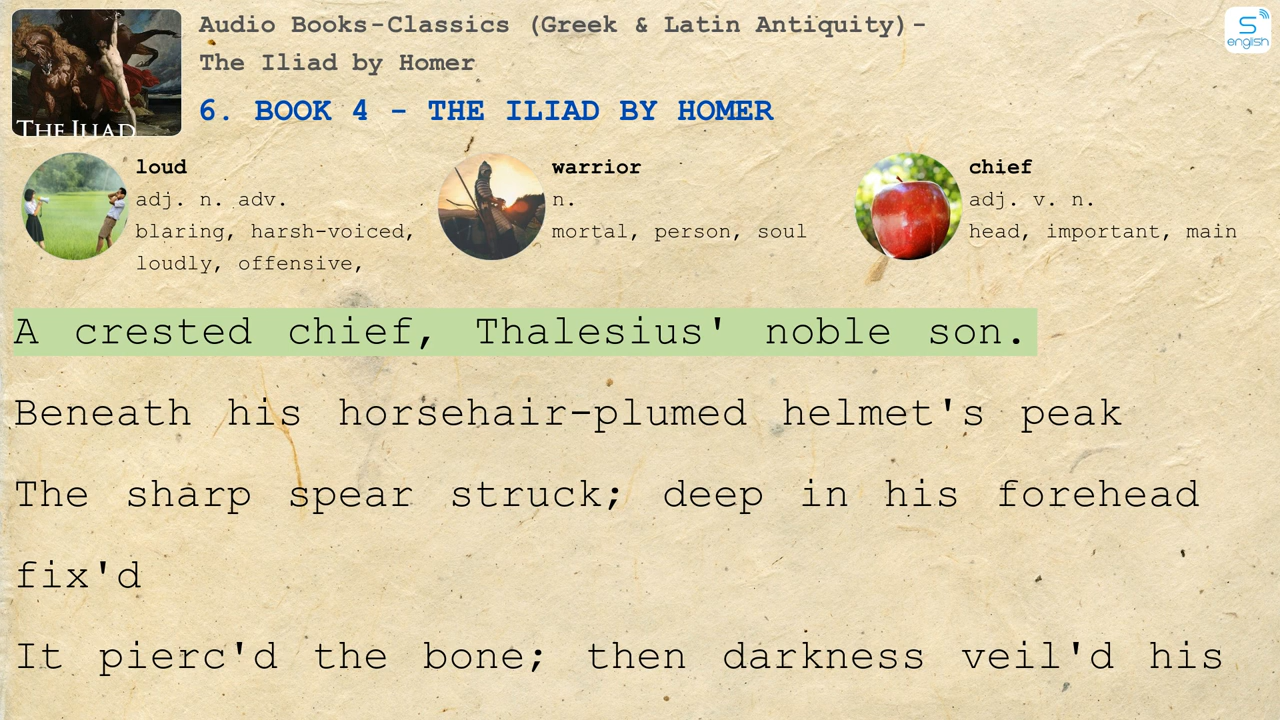 Audio Books-Classics (Greek & Latin Antiquity)-
The Iliad by Homer
6. BOOK 4 - THE ILIAD BY HOMER
THE ILIAD
S
english
loud
adj. n. adv.
blaring, harsh-voiced,
loudly, offensive,
warrior
n.
mortal, person, soul
chief
adj. v. n.
head, important, main
A crested chief, Thalesius' noble son.
Beneath his horsehair-plumed helmet's peak
The sharp spear struck; deep in his forehead
fix'd
It pierc'd the bone; then darkness veil'd his